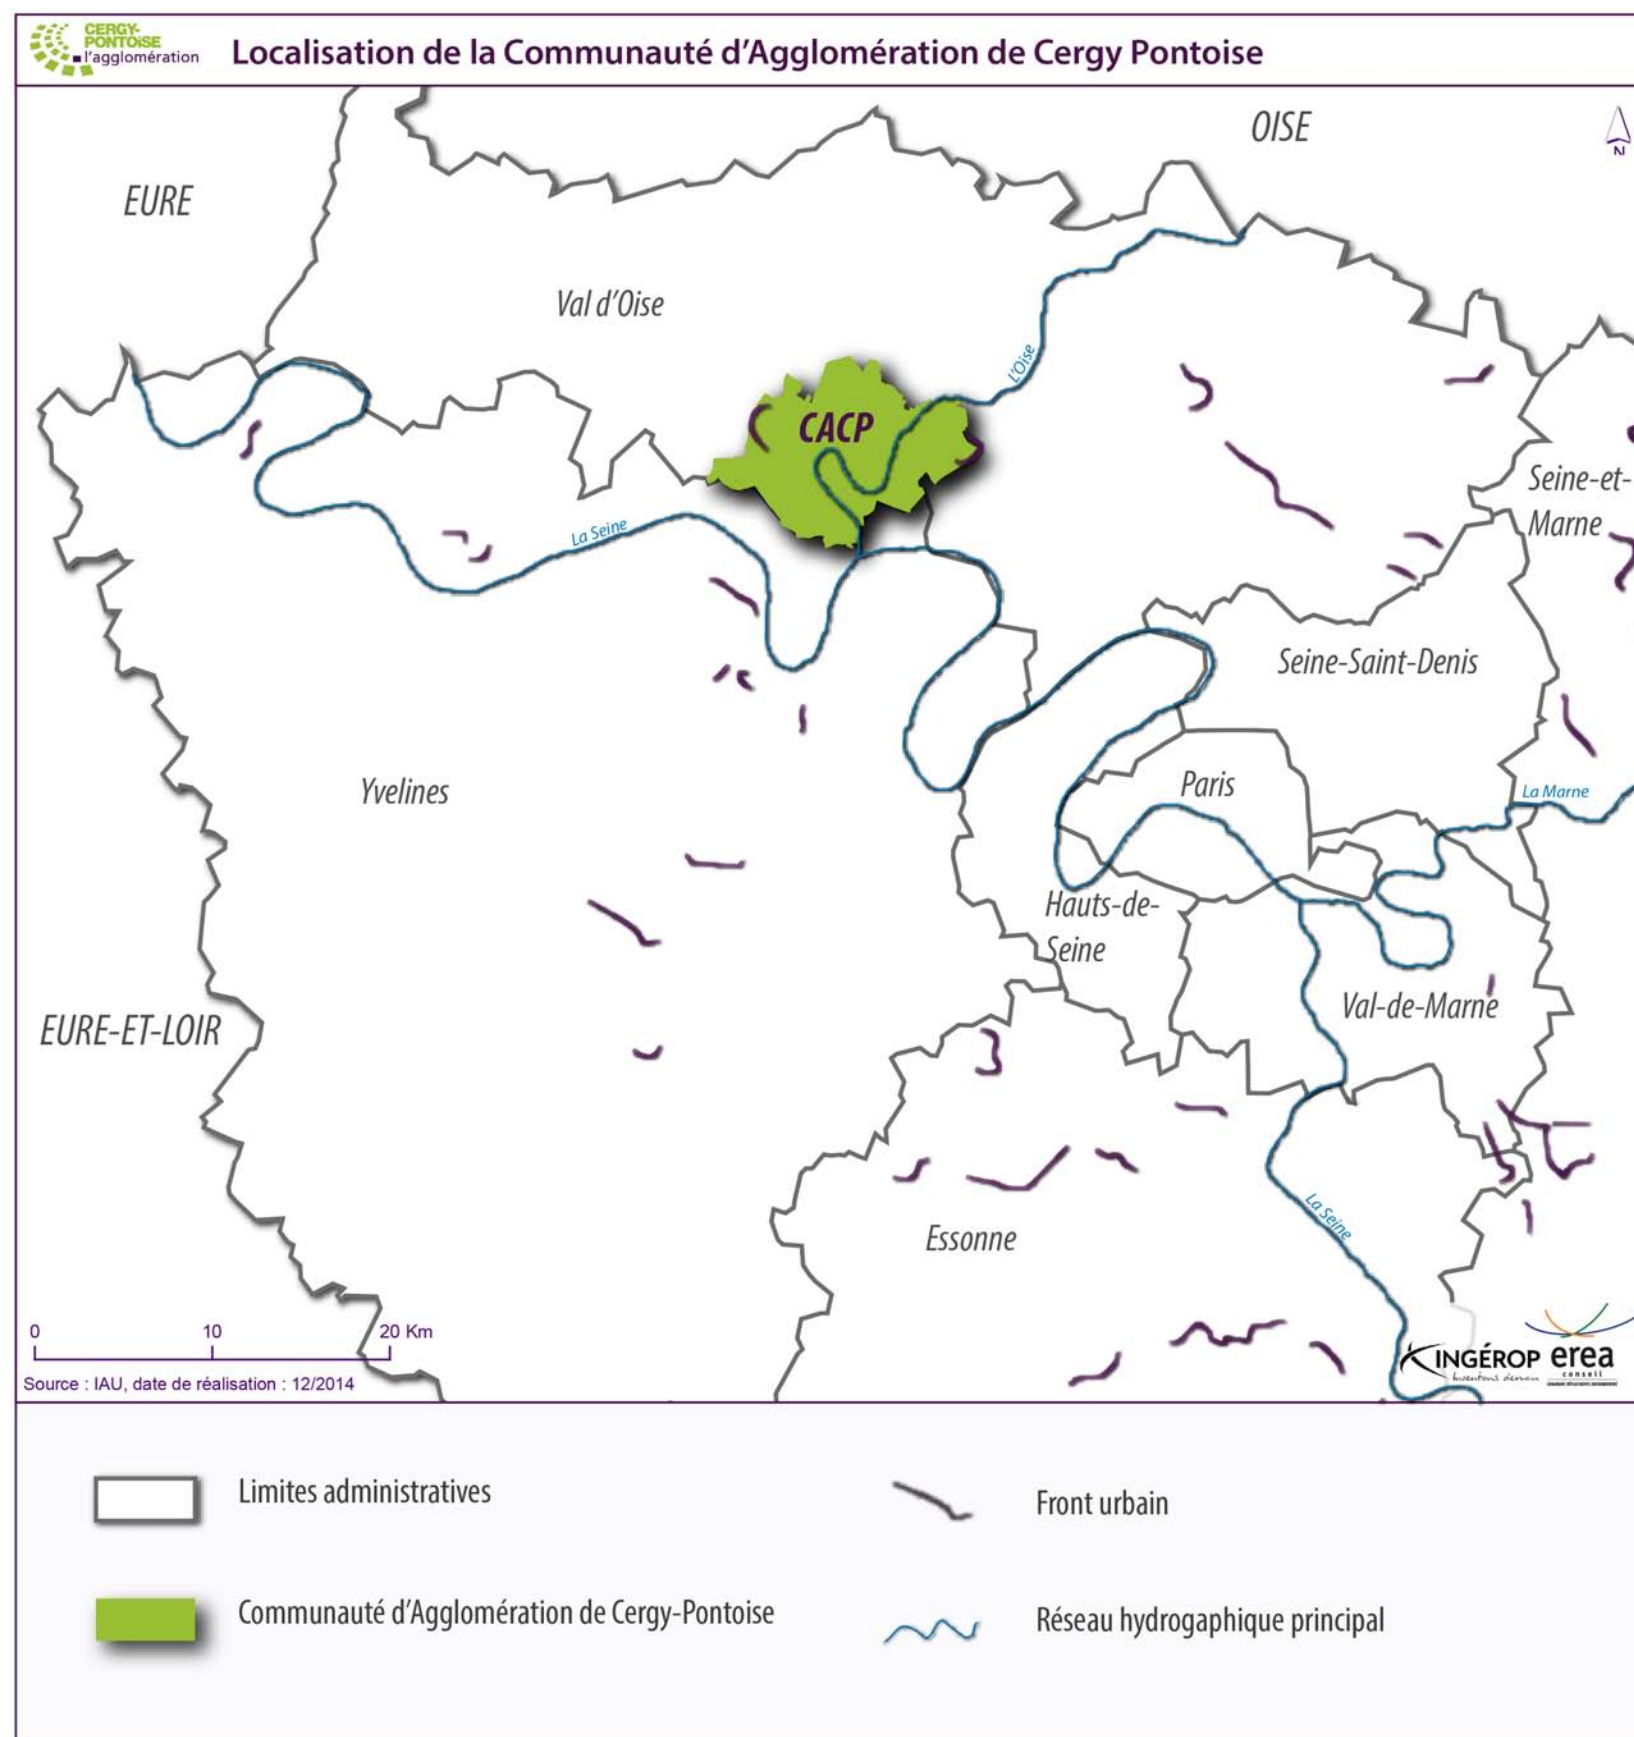 CERGY-
PONTOISE
l'agglomération
Localisation de la Communauté d'Agglomération de Cergy Pontoise
OISE
N
EURE
Val d'Oise
L'Oise
CACP
Seine-et-
Marne
La Seine
Seine-Saint-Denis
Yvelines
Paris
La Marne
Hauts-de-
Seine
Val-de-Marne
EURE-ET-LOIR
La Seine
Essonne
0 10 20 Km
Source : IAU, date de réalisation : 12/2014
INGÉROP
Inventons demain
erea
conseil
Limites administratives
Front urbain
Communauté d'Agglomération de Cergy-Pontoise
Réseau hydrogaphique principal